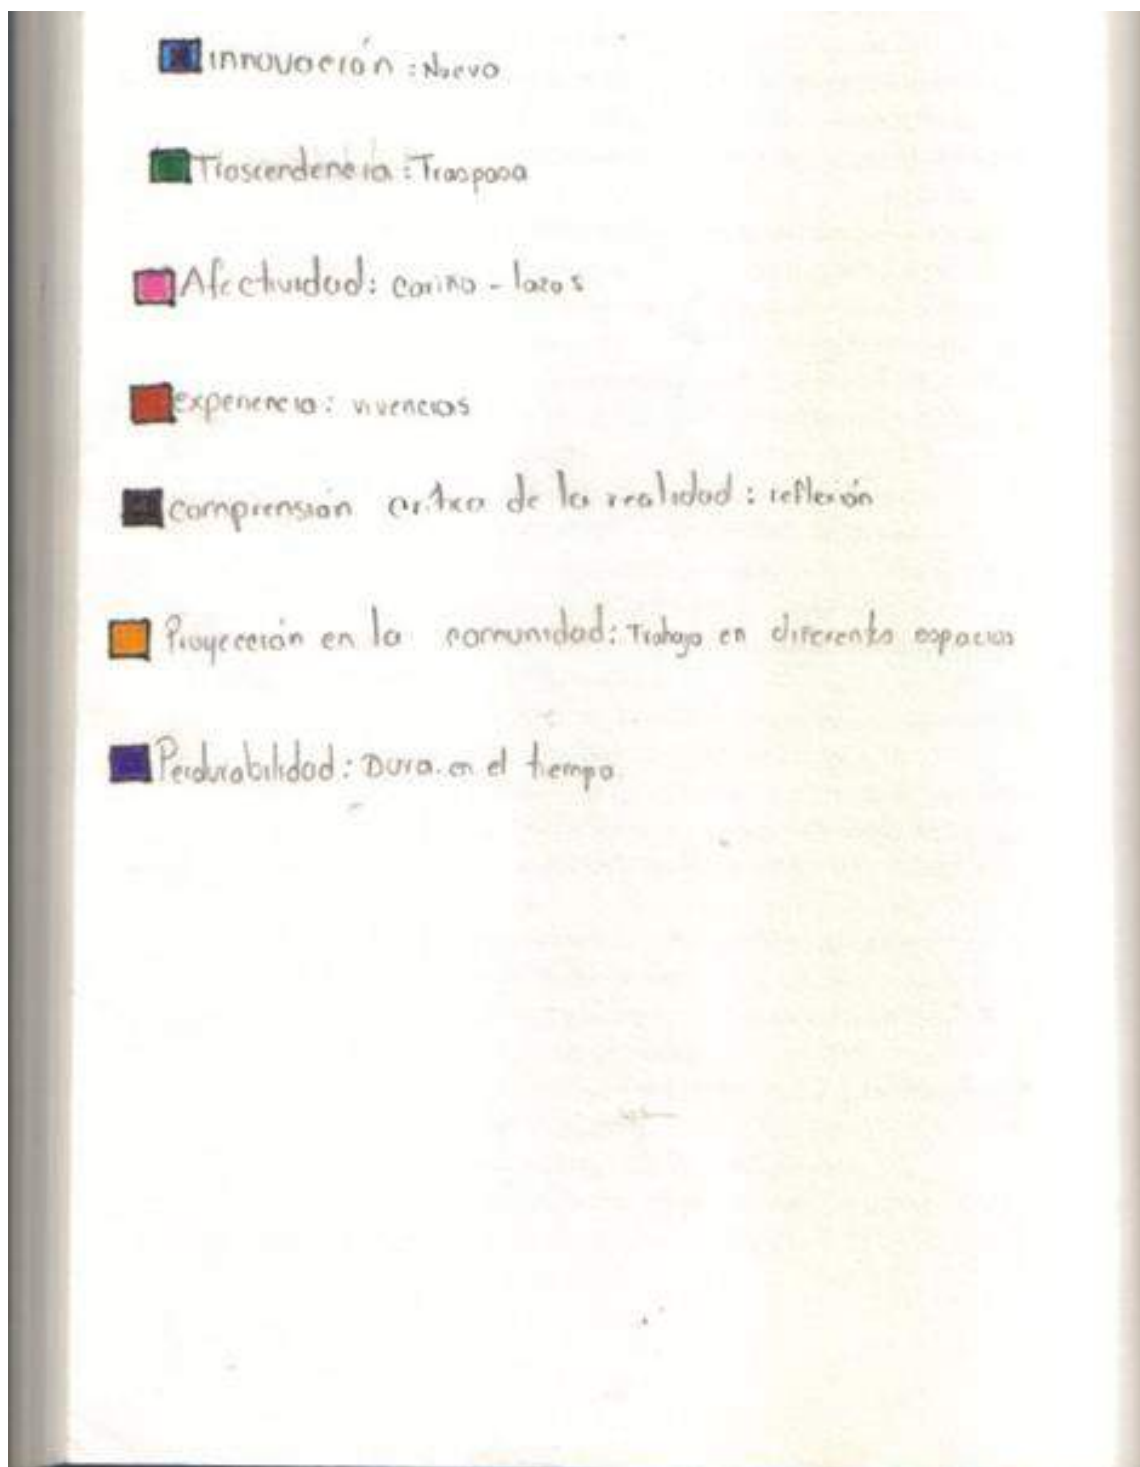 innovación : Nuevo
Trascendencia : Traspasa
Afectividad: cariño - lazos
experiencia: vivencias
comprensión crítica de la realidad : reflexión
Proyección en la comunidad: Trabajo en diferentes espacios
Perdurabilidad : Dura en el tiempo.